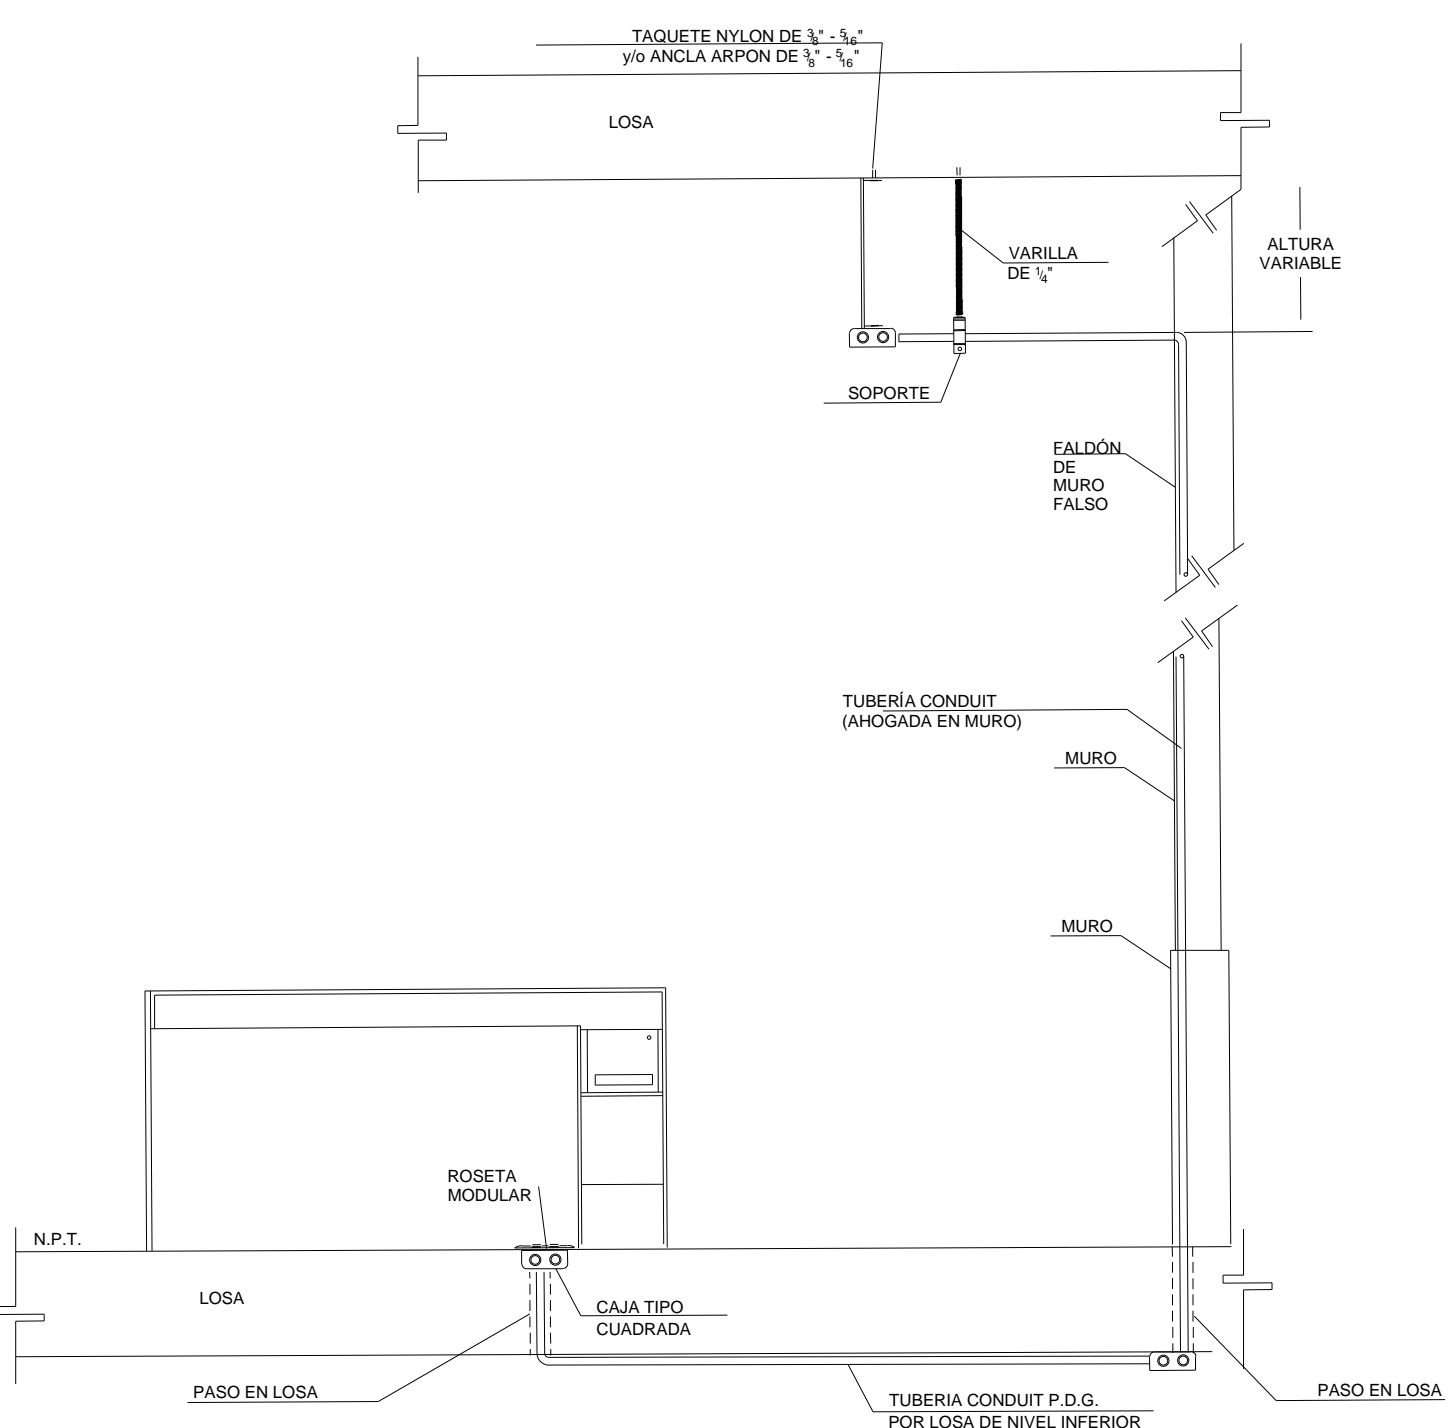 TAQUETE NYLON DE 3/8" - 5/16"
y/o ANCLA ARPON DE 3/8" - 5/16"
LOSA
VARILLA
DE 1/4"
ALTURA
VARIABLE
SOPORTE
FALDÓN
DE
MURO
FALSO
TUBERÍA CONDUIT
(AHOGADA EN MURO)
MURO
MURO
ROSETA
MODULAR
N.P.T.
LOSA
CAJA TIPO
CUADRADA
PASO EN LOSA
TUBERIA CONDUIT P.D.G.
POR LOSA DE NIVEL INFERIOR
PASO EN LOSA